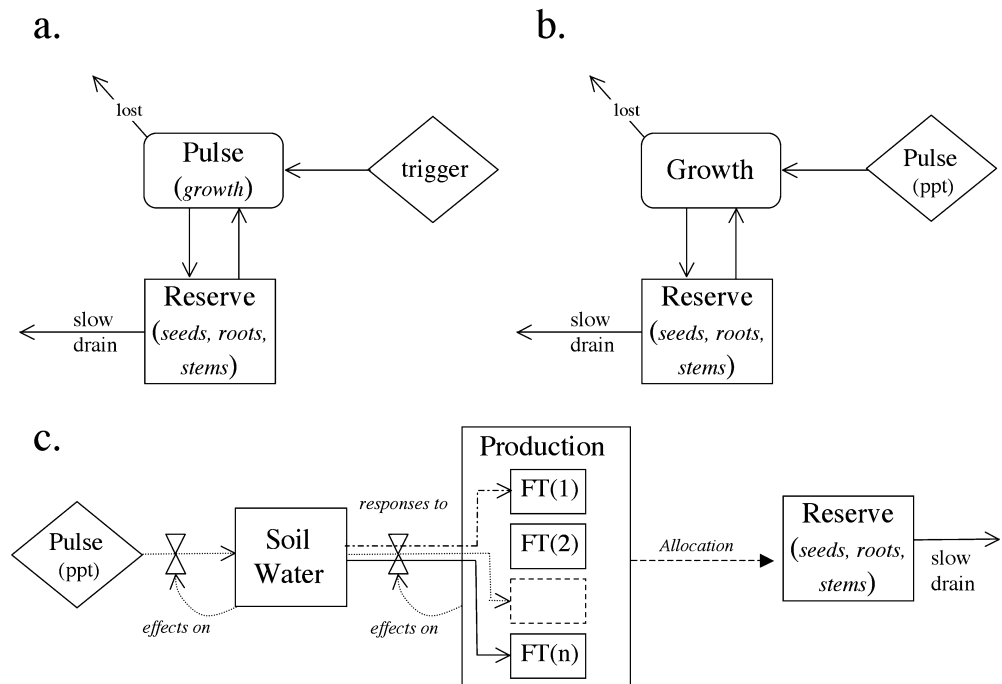 a.
lost
Pulse
(growth)
trigger
Reserve
(seeds, roots,
stems)
slow
drain
b.
lost
Growth
Pulse
(ppt)
Reserve
(seeds, roots,
stems)
slow
drain
c.
Pulse
(ppt)
effects on
Soil
Water
responses to
effects on
Production
FT(1)
FT(2)
FT(n)
Allocation
Reserve
(seeds, roots,
stems)
slow
drain